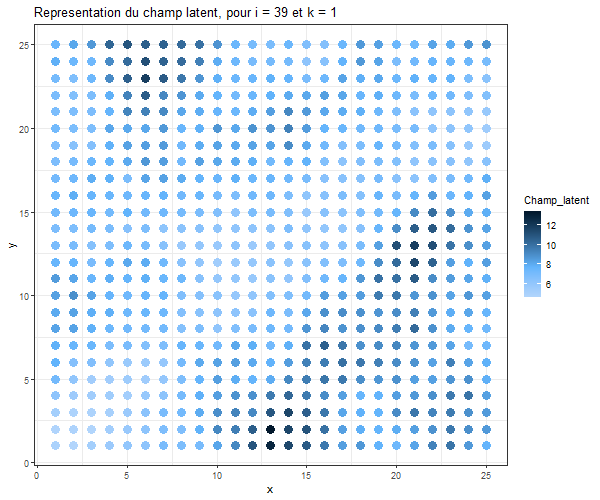 Representation du champ latent, pour i = 39 et k = 1
25
20
15
10
5
0
y
0 5 10 15 20 25
x
Champ_latent
12
10
8
6